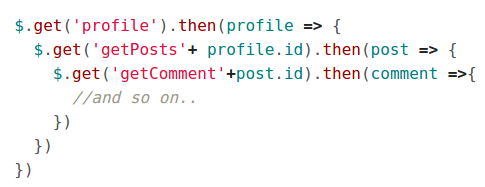 $.get('profile').then(profile => {
  $.get('getPosts'+ profile.id).then(post => {
    $.get('getComment'+post.id).then(comment =>{
      //and so on..
    })
  })
})